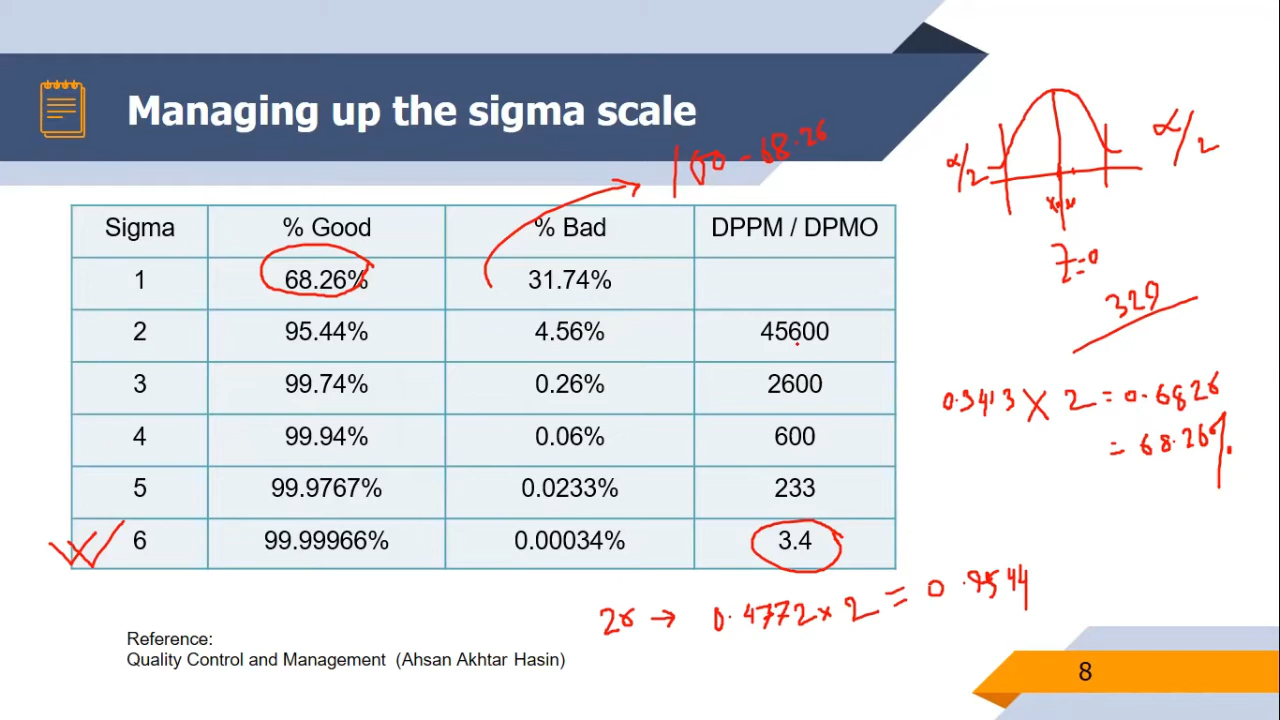 Managing up the sigma scale
100 - 68.26
α/2 α/2
Z=0
329
0.3413 X 2 = 0.6826
= 68.26%
Sigma % Good % Bad DPPM / DPMO
1 68.26% 31.74%
2 95.44% 4.56% 45600
3 99.74% 0.26% 2600
4 99.94% 0.06% 600
5 99.9767% 0.0233% 233
6 99.99966% 0.00034% 3.4
2σ → 0.4772 x 2 = 0.9544
Reference:
Quality Control and Management (Ahsan Akhtar Hasin)
8